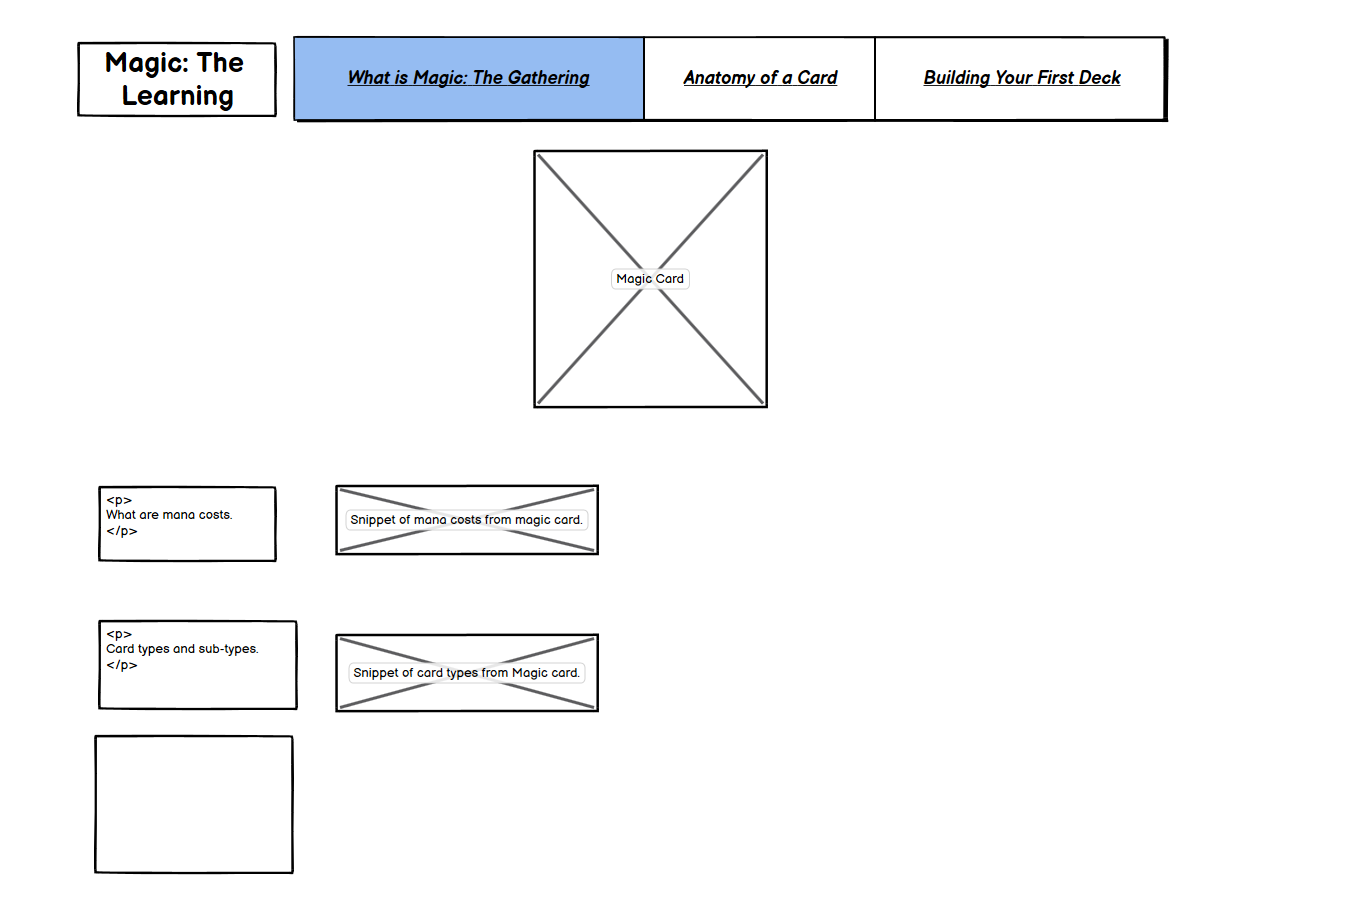 Magic: The
Learning
What is Magic: The Gathering
Anatomy of a Card
Building Your First Deck
Magic Card
<p>
What are mana costs.
</p>
Snippet of mana costs from magic card.
<p>
Card types and sub-types.
</p>
Snippet of card types from Magic card.